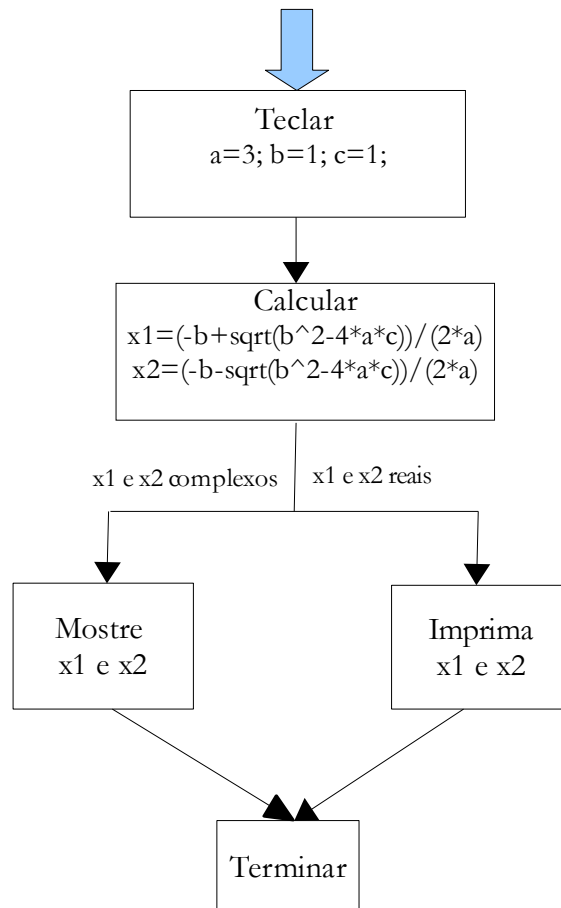 Teclar
a=3; b=1; c=1;
Calcular
x1=(-b+sqrt(b^2-4*a*c))/(2*a)
x2=(-b-sqrt(b^2-4*a*c))/(2*a)
x1 e x2 complexos
x1 e x2 reais
Mostre
x1 e x2
Imprima
x1 e x2
Terminar